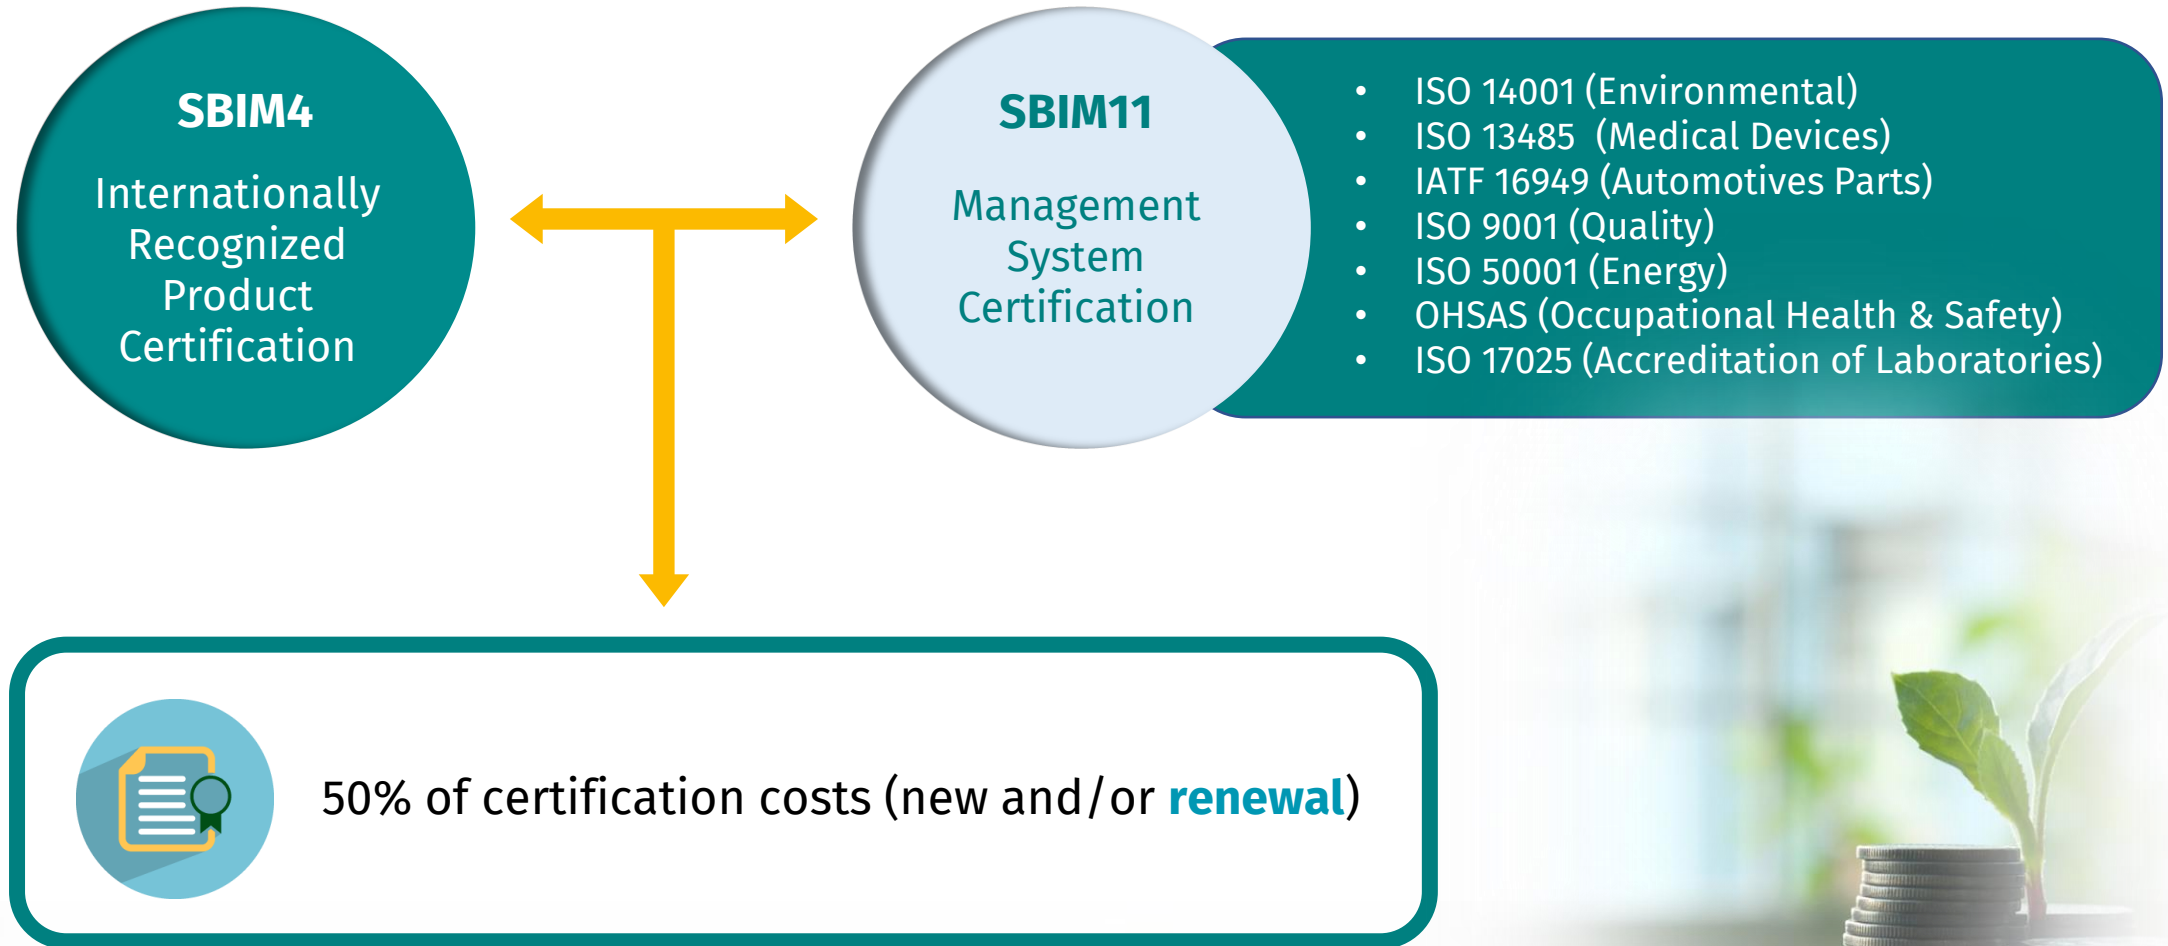 SBIM4
Internationally
Recognized
Product
Certification
SBIM11
Management
System
Certification
• ISO 14001 (Environmental)
• ISO 13485 (Medical Devices)
• IATF 16949 (Automotives Parts)
• ISO 9001 (Quality)
• ISO 50001 (Energy)
• OHSAS (Occupational Health & Safety)
• ISO 17025 (Accreditation of Laboratories)
50% of certification costs (new and/or renewal)